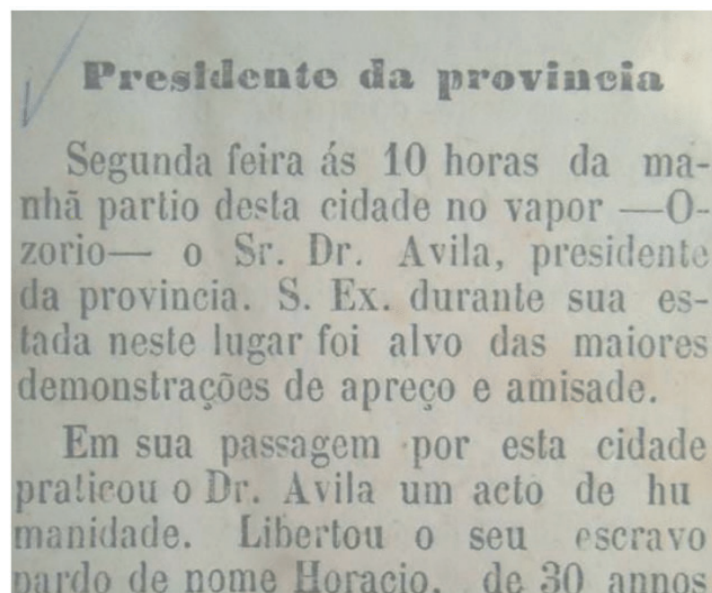 Presidente da provincia
Segunda feira ás 10 horas da ma-
nhã partio desta cidade no vapor —O-
zorio— o Sr. Dr. Avila, presidente
da provincia. S. Ex. durante sua es-
tada neste lugar foi alvo das maiores
demonstrações de apreço e amisade.
Em sua passagem por esta cidade
praticou o Dr. Avila um acto de hu
manidade. Libertou o seu escravo
pardo de nome Horacio, de 30 annos